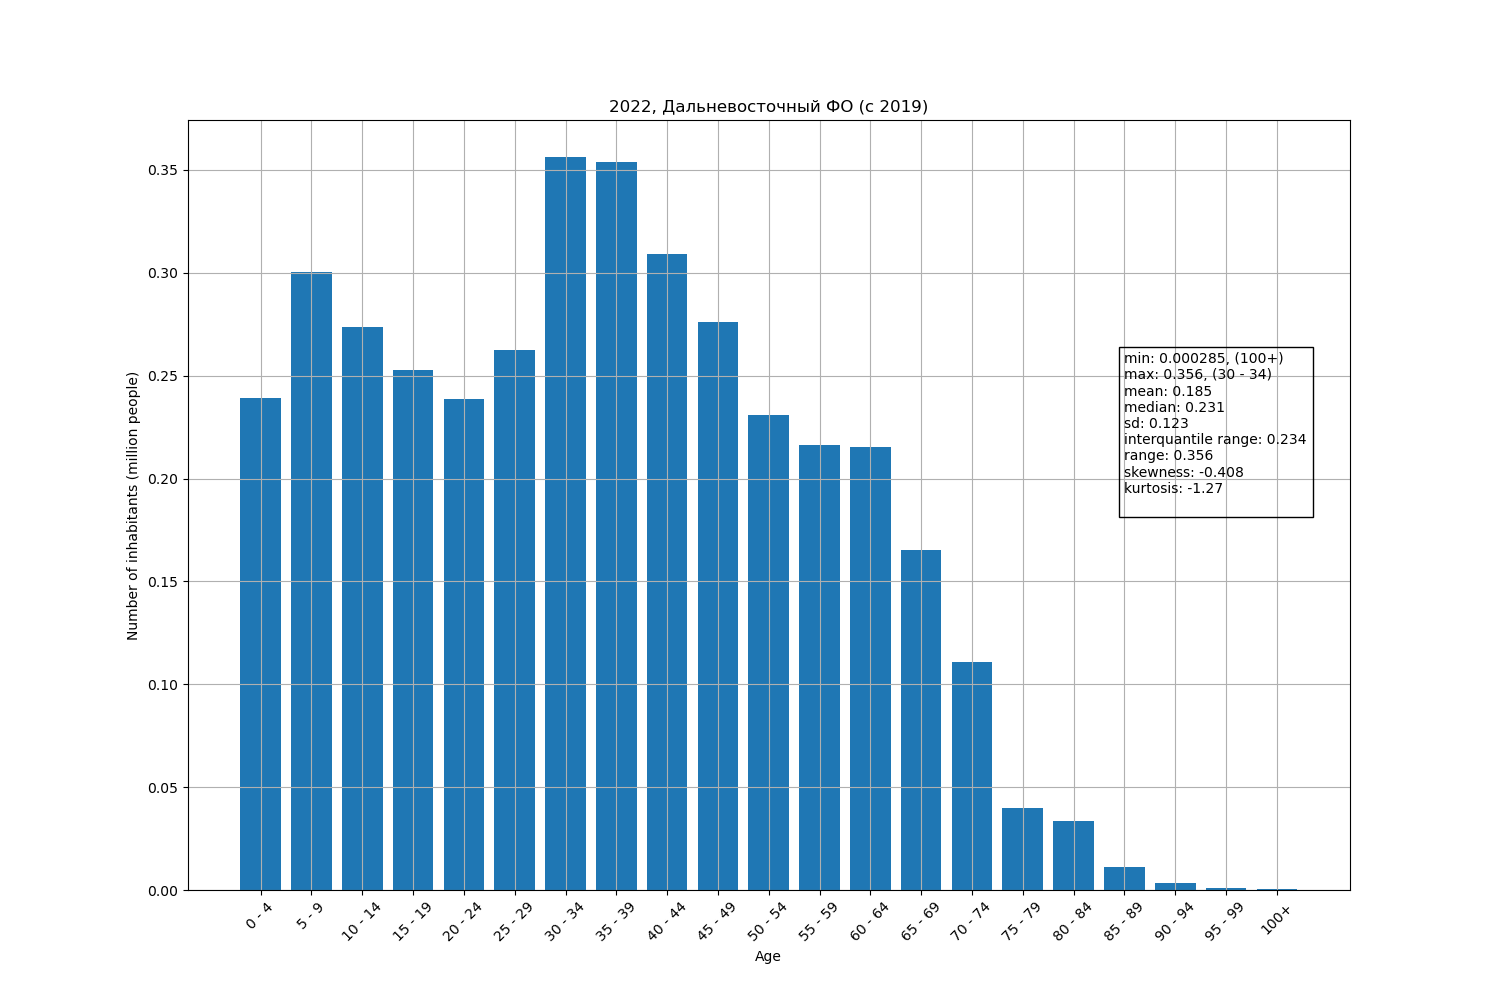 2022, Дальневосточный ФО (с 2019)
Number of inhabitants (million people)
0.35
0.30
0.25
0.20
0.15
0.10
0.05
0.00
min: 0.000285, (100+)
max: 0.356, (30 - 34)
mean: 0.185
median: 0.231
sd: 0.123
interquantile range: 0.234
range: 0.356
skewness: -0.408
kurtosis: -1.27
0 - 4
5 - 9
10 - 14
15 - 19
20 - 24
25 - 29
30 - 34
35 - 39
40 - 44
45 - 49
50 - 54
55 - 59
60 - 64
65 - 69
70 - 74
75 - 79
80 - 84
85 - 89
90 - 94
95 - 99
100+
Age